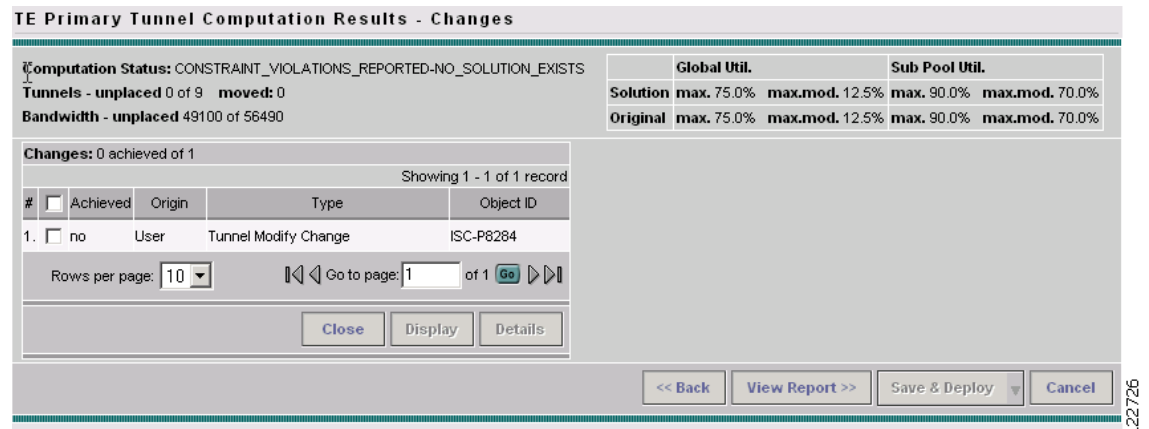 TE Primary Tunnel Computation Results - Changes
Computation Status: CONSTRAINT_VIOLATIONS_REPORTED-NO_SOLUTION_EXISTS
Tunnels - unplaced 0 of 9 moved: 0
Bandwidth - unplaced 49100 of 56490
Global Util. Sub Pool Util.
Solution max. 75.0% max.mod. 12.5% max. 90.0% max.mod. 70.0%
Original max. 75.0% max.mod. 12.5% max. 90.0% max.mod. 70.0%
Changes: 0 achieved of 1
Showing 1 - 1 of 1 record
# Achieved Origin Type Object ID
1. no User Tunnel Modify Change ISC-P8284
Rows per page: 10 Go to page: 1 of 1 Go
Close Display Details
<< Back View Report >> Save & Deploy Cancel
22726